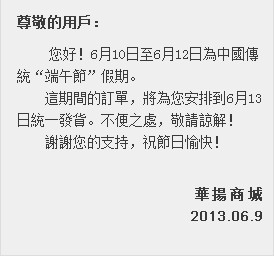 尊敬的用戶：
您好！6月10日至6月12日為中國傳
統“端午節”假期。
這期間的訂單，將為您安排到6月13
日統一發貨。不便之處，敬請諒解！
謝謝您的支持，祝節日愉快！
華揚商城
2013.06.9